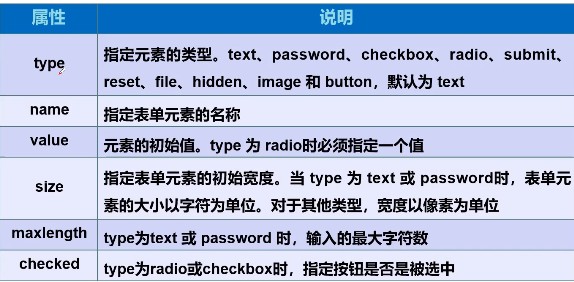 属性 说明
type 指定元素的类型。text、password、checkbox、radio、submit、
reset、file、hidden、image 和 button，默认为 text
name 指定表单元素的名称
value 元素的初始值。type 为 radio时必须指定一个值
size 指定表单元素的初始宽度。当 type 为 text 或 password时，表单元
素的大小以字符为单位。对于其他类型，宽度以像素为单位
maxlength type为text 或 password 时，输入的最大字符数
checked type为radio或checkbox时，指定按钮是否是被选中